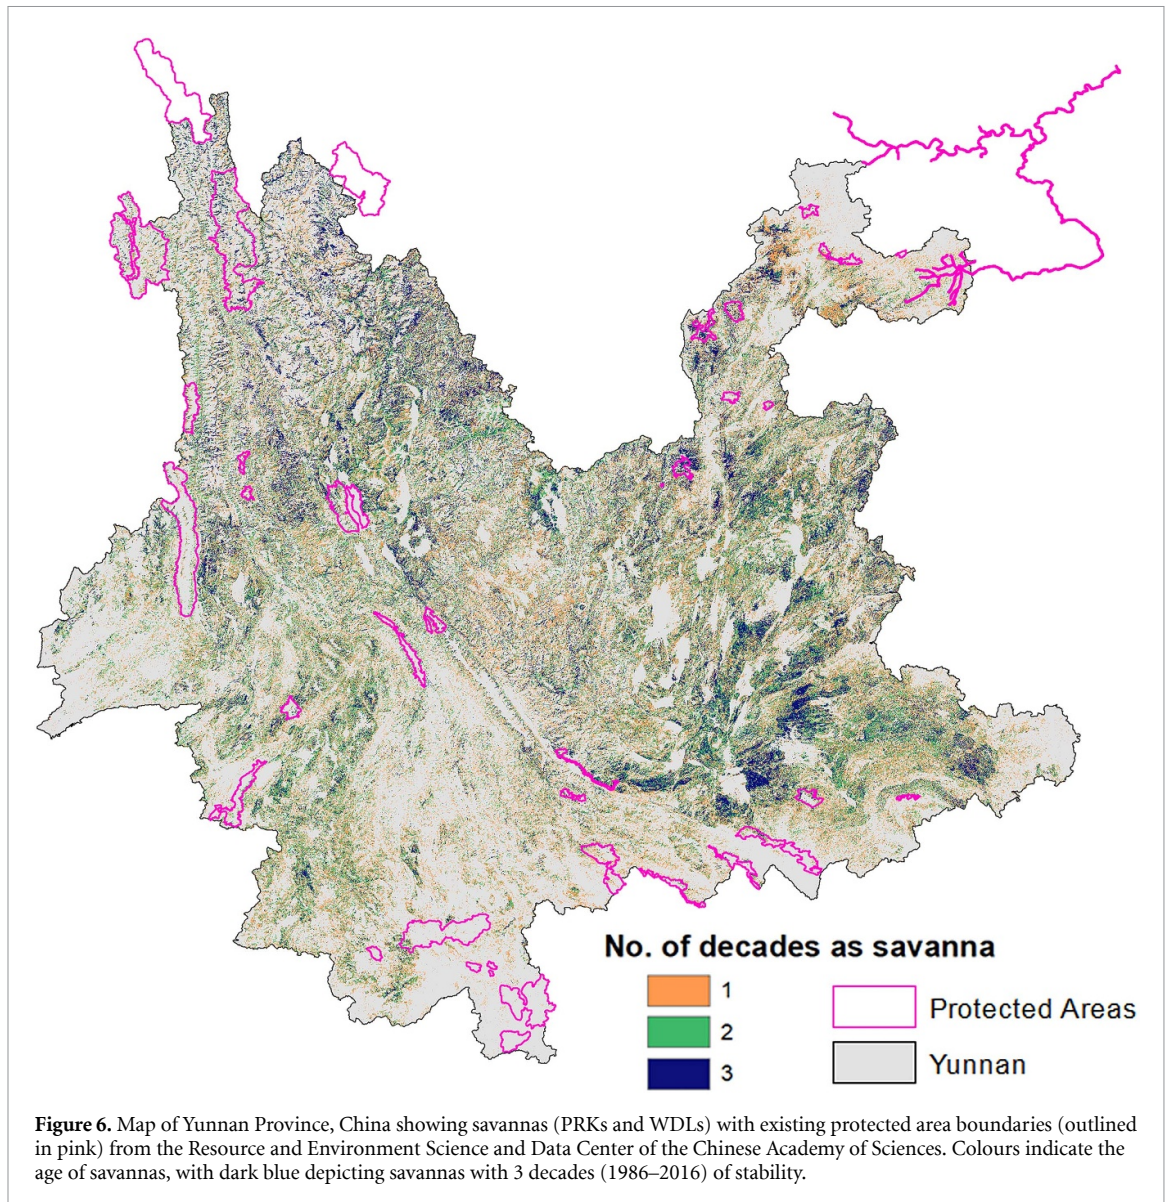 No. of decades as savanna
1
2
3
Protected Areas
Yunnan
Figure 6. Map of Yunnan Province, China showing savannas (PRKs and WDLs) with existing protected area boundaries (outlined
in pink) from the Resource and Environment Science and Data Center of the Chinese Academy of Sciences. Colours indicate the
age of savannas, with dark blue depicting savannas with 3 decades (1986–2016) of stability.